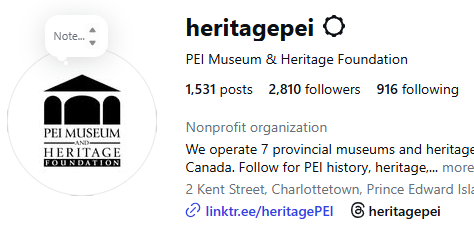 Note...
heritagepei
PEI Museum & Heritage Foundation
1,531 posts 2,810 followers 916 following
PEI MUSEUM
AND
HERITAGE
FOUNDATION
Nonprofit organization
We operate 7 provincial museums and heritage
Canada. Follow for PEI history, heritage,... more
2 Kent Street, Charlottetown, Prince Edward Isla
linktr.ee/heritagePEI heritagepei